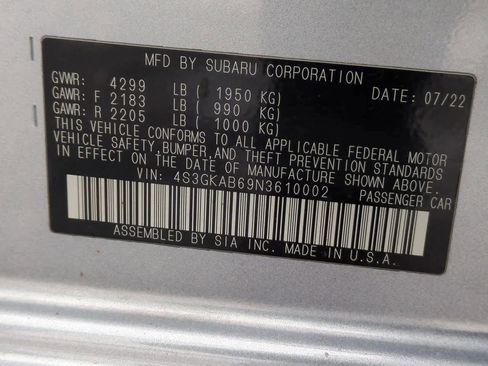 MFD BY SUBARU CORPORATION
GVWR: 4299 LB ( 1950 KG) DATE: 07/22
GAWR: F 2183 LB ( 990 KG)
GAWR: R 2205 LB ( 1000 KG)
THIS VEHICLE CONFORMS TO ALL APPLICABLE FEDERAL MOTOR
VEHICLE SAFETY, BUMPER, AND THEFT PREVENTION STANDARDS
IN EFFECT ON THE DATE OF MANUFACTURE SHOWN ABOVE.
VIN: 4S3GKAB69N3610002 PASSENGER CAR
ASSEMBLED BY SIA INC. MADE IN U.S.A.